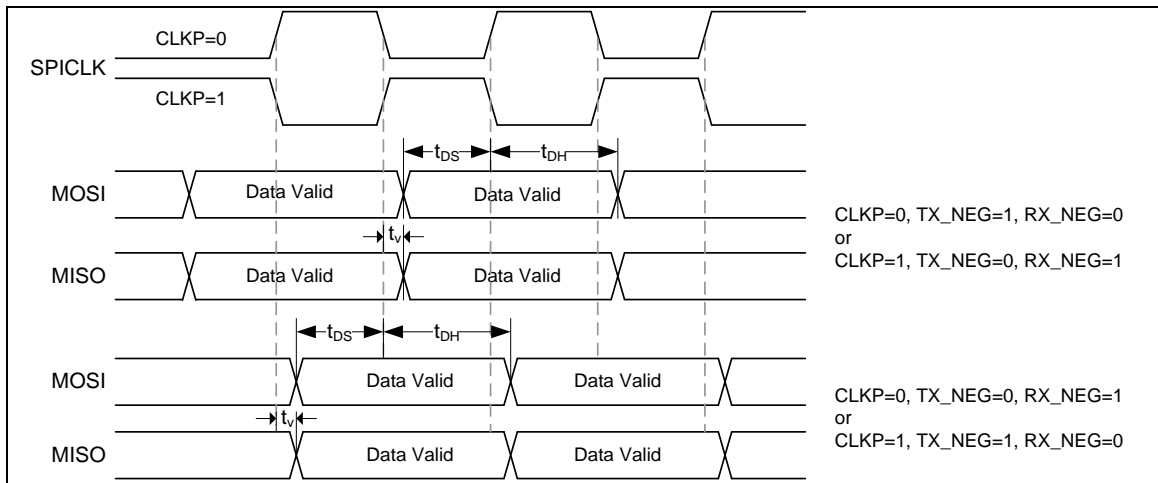 CLKP=0
SPICLK
CLKP=1
tDS
tDH
MOSI
Data Valid
Data Valid
tv
MISO
Data Valid
Data Valid
CLKP=0, TX_NEG=1, RX_NEG=0
or
CLKP=1, TX_NEG=0, RX_NEG=1
tDS
tDH
MOSI
Data Valid
Data Valid
tv
MISO
Data Valid
Data Valid
CLKP=0, TX_NEG=0, RX_NEG=1
or
CLKP=1, TX_NEG=1, RX_NEG=0